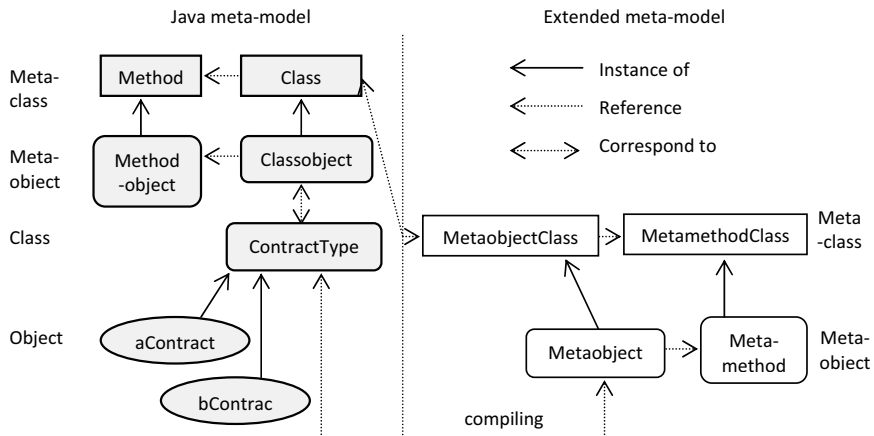 Java meta-model
Extended meta-model
Meta-
class
Method
Class
Instance of
Reference
Correspond to
Meta-
object
Method
-object
Classobject
Class
ContractType
MetaobjectClass
MetamethodClass
Meta
-class
Object
aContract
bContrac
Metaobject
Meta-
method
Meta-
object
compiling